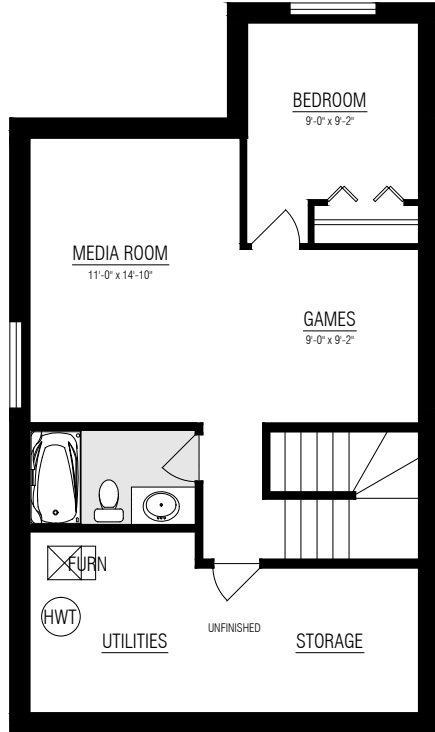 BEDROOM
9'-0" x 9'-2"
MEDIA ROOM
11'-0" x 14'-10"
GAMES
9'-0" x 9'-2"
FURN
HWT
UTILITIES
UNFINISHED
STORAGE